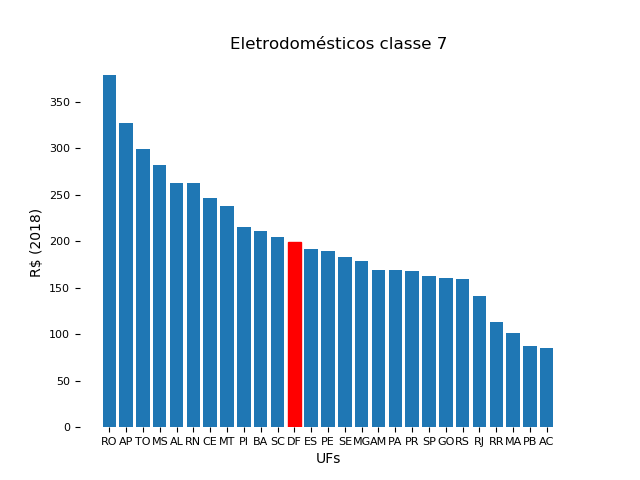 Eletrodomésticos classe 7
R$ (2018)
350
300
250
200
150
100
50
0
RO AP TO MS AL RN CE MT PI BA SC DF ES PE SE MG AM PA PR SP GO RS RJ RR MA PB AC
UFs